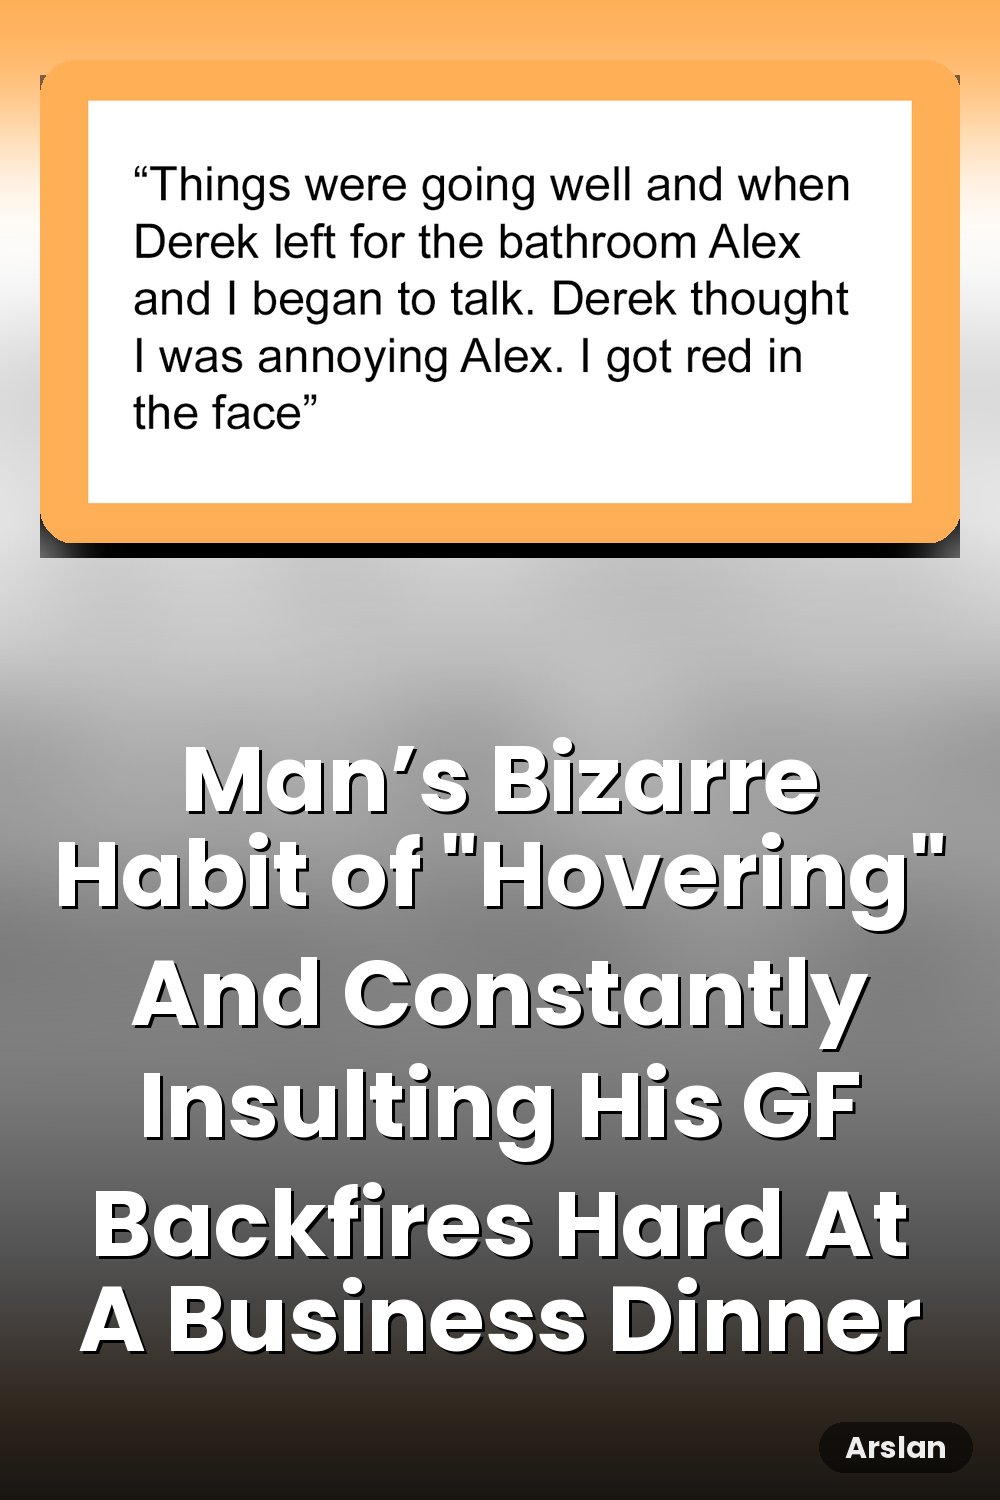 “Things were going well and when
Derek left for the bathroom Alex
and I began to talk. Derek thought
I was annoying Alex. I got red in
the face”
Man’s Bizarre
Habit of "Hovering"
And Constantly
Insulting His GF
Backfires Hard At
A Business Dinner
Arslan